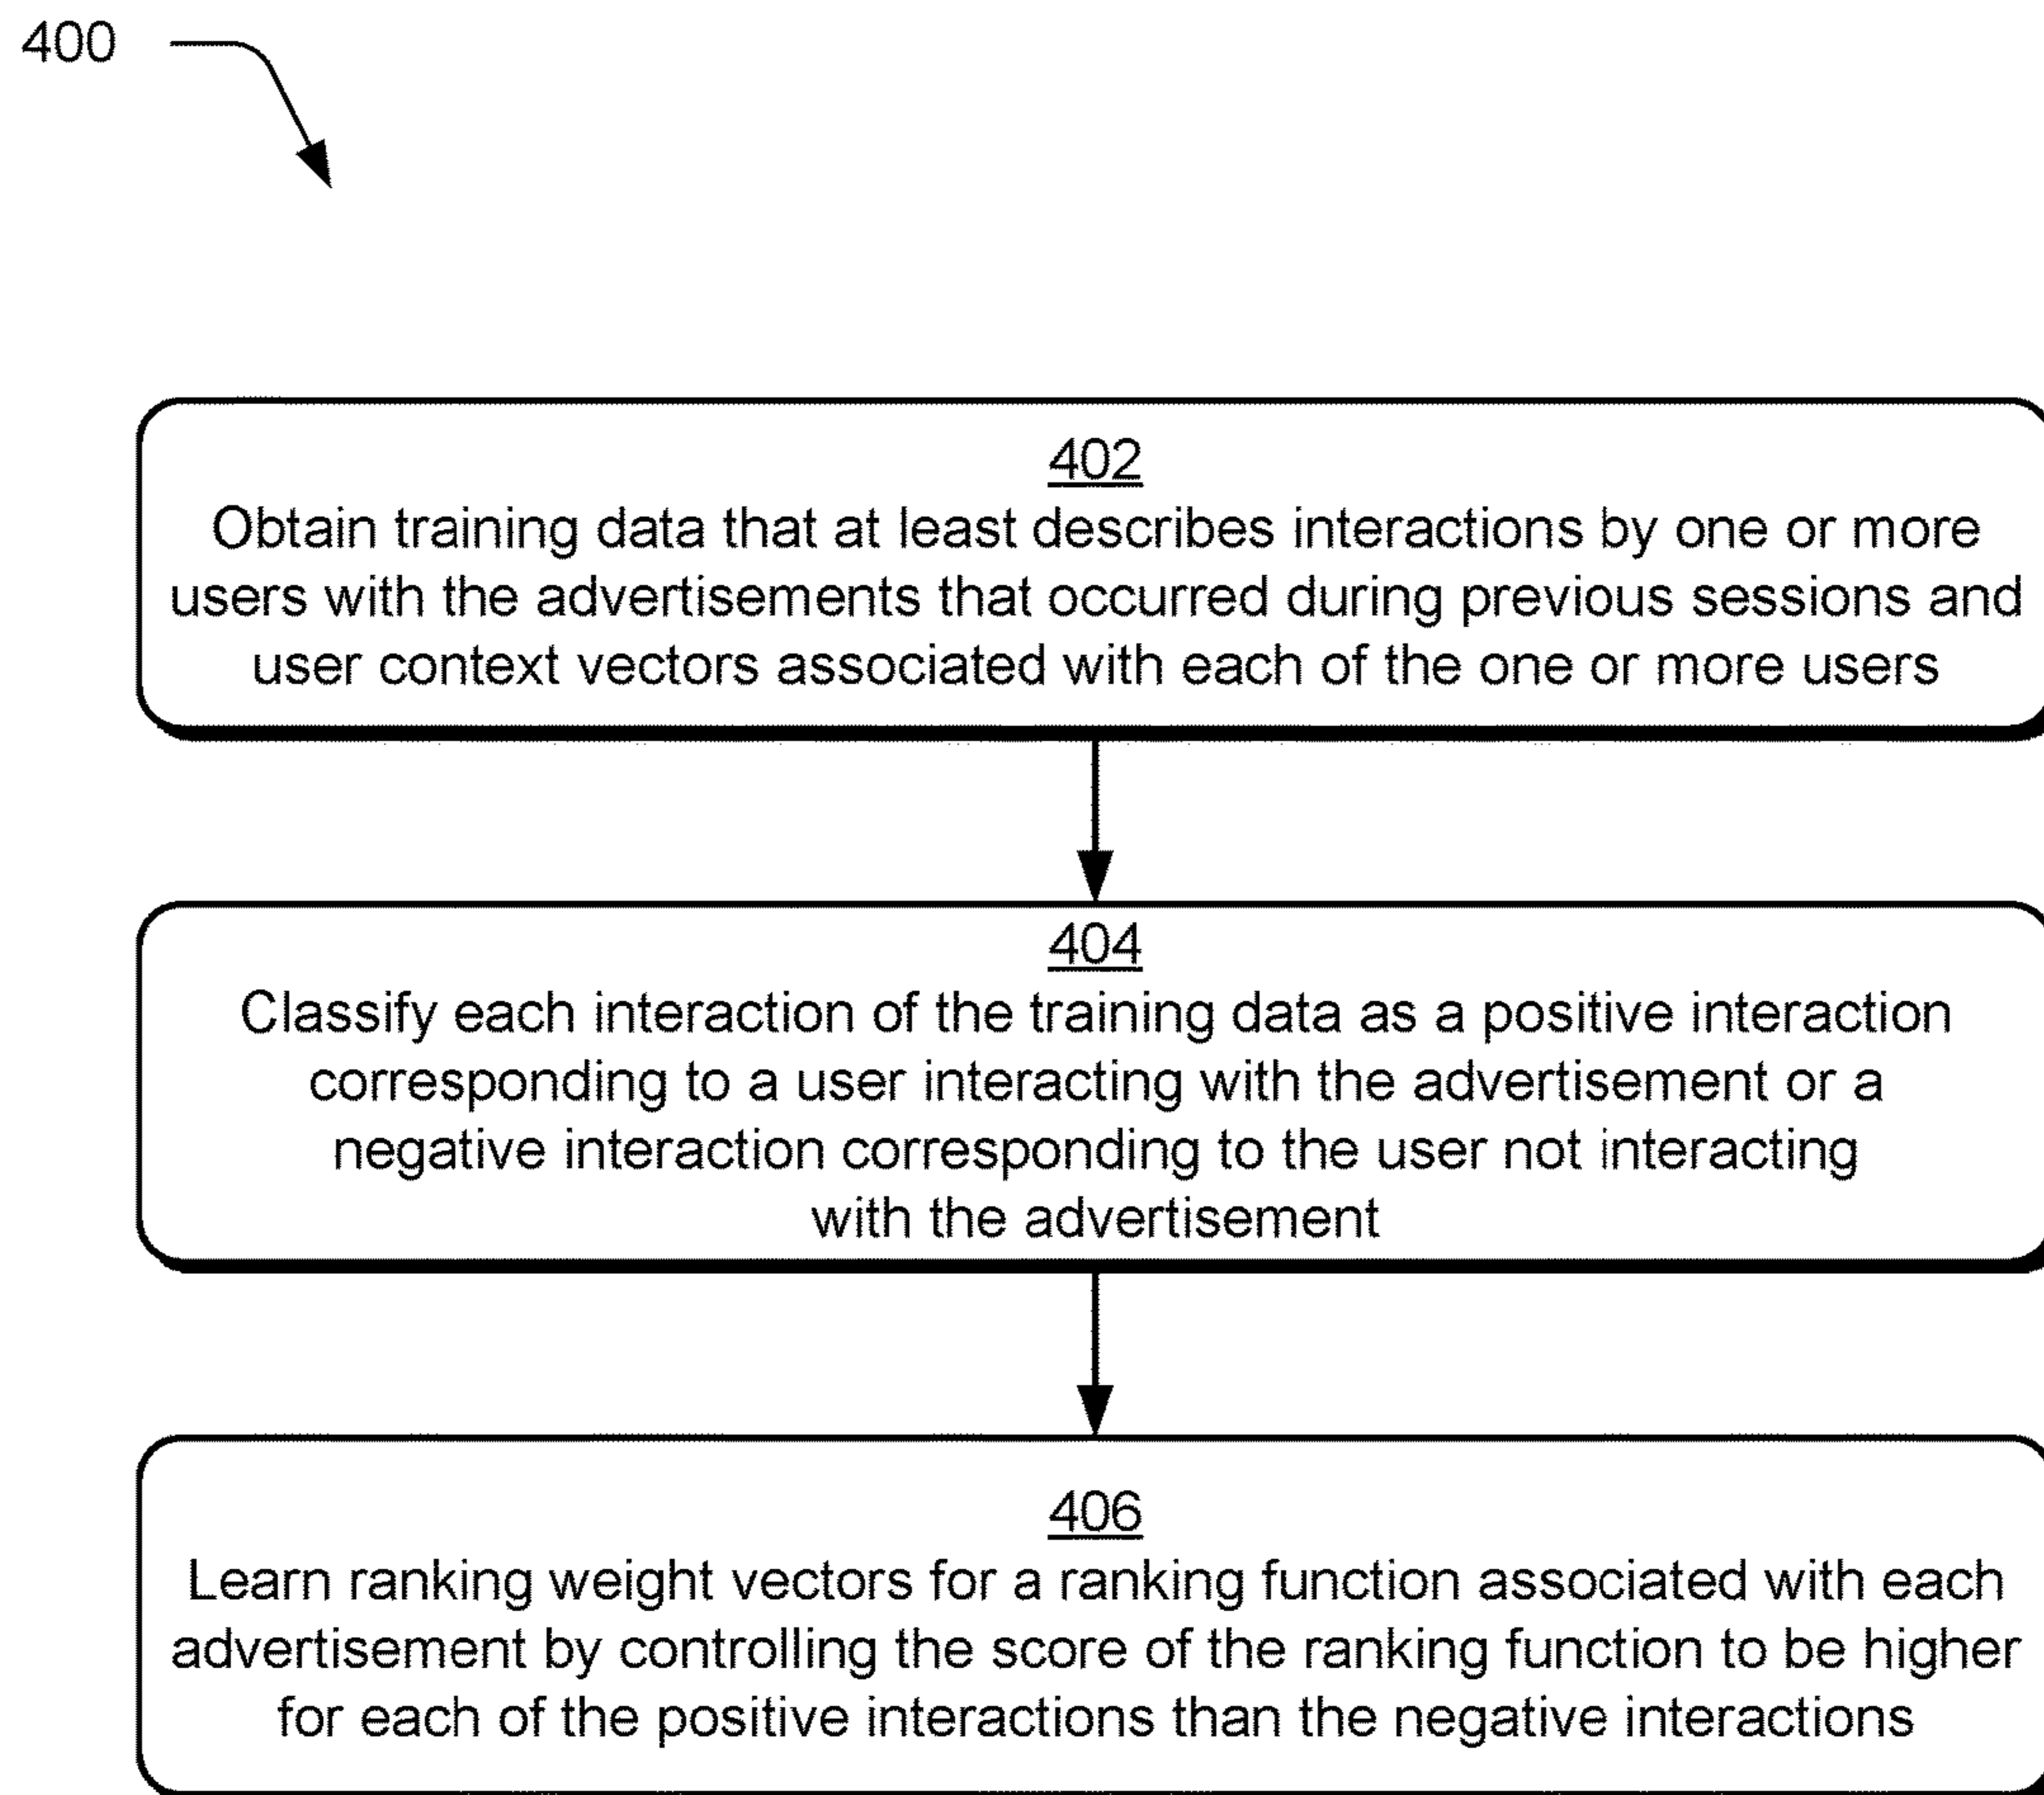 400
402
Obtain training data that at least describes interactions by one or more
users with the advertisements that occurred during previous sessions and
user context vectors associated with each of the one or more users
404
Classify each interaction of the training data as a positive interaction
corresponding to a user interacting with the advertisement or a
negative interaction corresponding to the user not interacting
with the advertisement
406
Learn ranking weight vectors for a ranking function associated with each
advertisement by controlling the score of the ranking function to be higher
for each of the positive interactions than the negative interactions